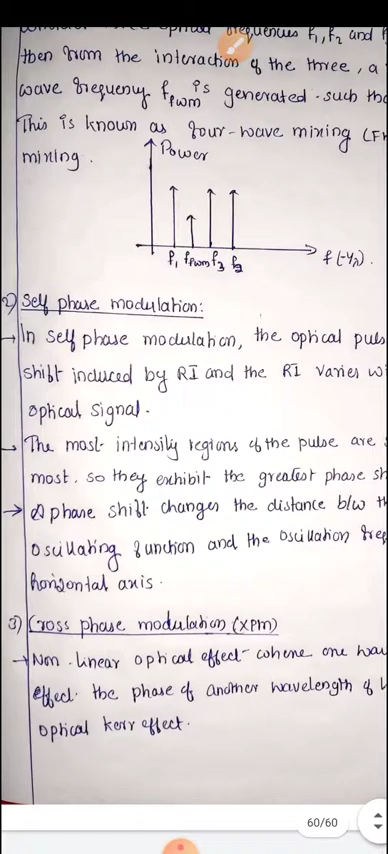 frequencies f1, f2 and
then from the interaction of the three, a
wave frequency fFWM is generated. such tha
This is known as four-wave mixing (F
mixing.
Power
f1 fFWM f3 f2
f(-1/λ).
2) Self phase modulation:
→ In self phase modulation, the optical puls
shift induced by RI and the RI varies wi
optical signal.
→ The most intensity regions of the pulse are
most. so they exhibit the greatest phase sh
→ A phase shift changes the distance b/w th
oscillating function and the oscillation
horizontal axis.
3) Cross phase modulation (XPM)
→ Non-linear optical effect where one wav
effect the phase of another wavelength of
optical kerr effect.
60/60